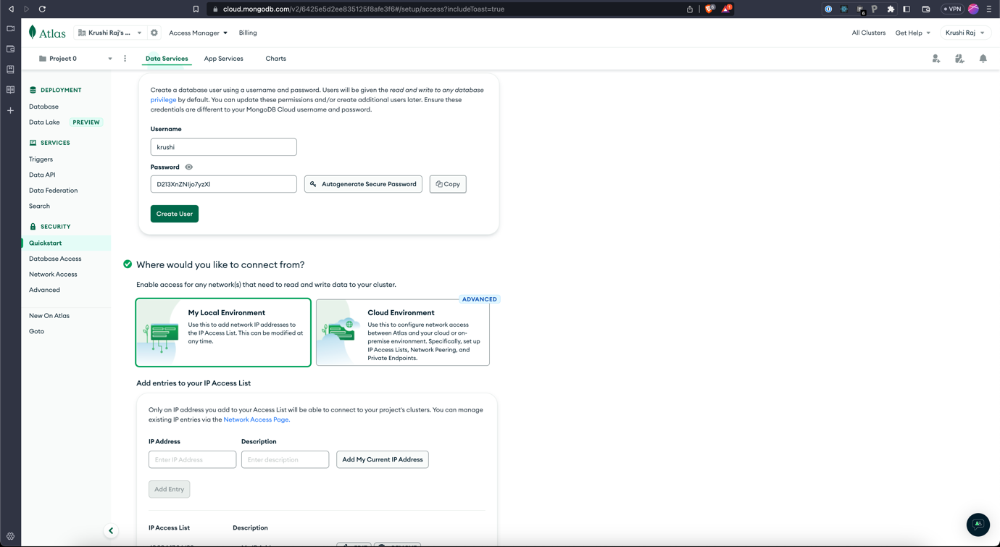 cloud.mongodb.com/v2/6425e5d2ee835125f8afe3f6#/setup/access?includeToast=true
6
VPN
Atlas
Krushi Raj's ...
Access Manager
Billing
All Clusters
Get Help
Krushi Raj
Project 0
Data Services
App Services
Charts
DEPLOYMENT
Database
Data Lake PREVIEW
SERVICES
Triggers
Data API
Data Federation
Search
SECURITY
Quickstart
Database Access
Network Access
Advanced
New On Atlas
Goto
Create a database user using a username and password. Users will be given the read and write to any database
privilege by default. You can update these permissions and/or create additional users later. Ensure these
credentials are different to your MongoDB Cloud username and password.
Username
krushi
Password
D213XnZNIjo7yzXl
Autogenerate Secure Password
Copy
Create User
Where would you like to connect from?
Enable access for any network(s) that need to read and write data to your cluster.
My Local Environment
Use this to add network IP addresses to
the IP Access List. This can be modified at
any time.
ADVANCED
Cloud Environment
Use this to configure network access
between Atlas and your cloud or on-
premise environment. Specifically, set up
IP Access Lists, Network Peering, and
Private Endpoints.
Add entries to your IP Access List
Only an IP address you add to your Access List will be able to connect to your project's clusters. You can manage
existing IP entries via the Network Access Page.
IP Address
Description
Enter IP Address
Enter description
Add My Current IP Address
Add Entry
IP Access List
Description